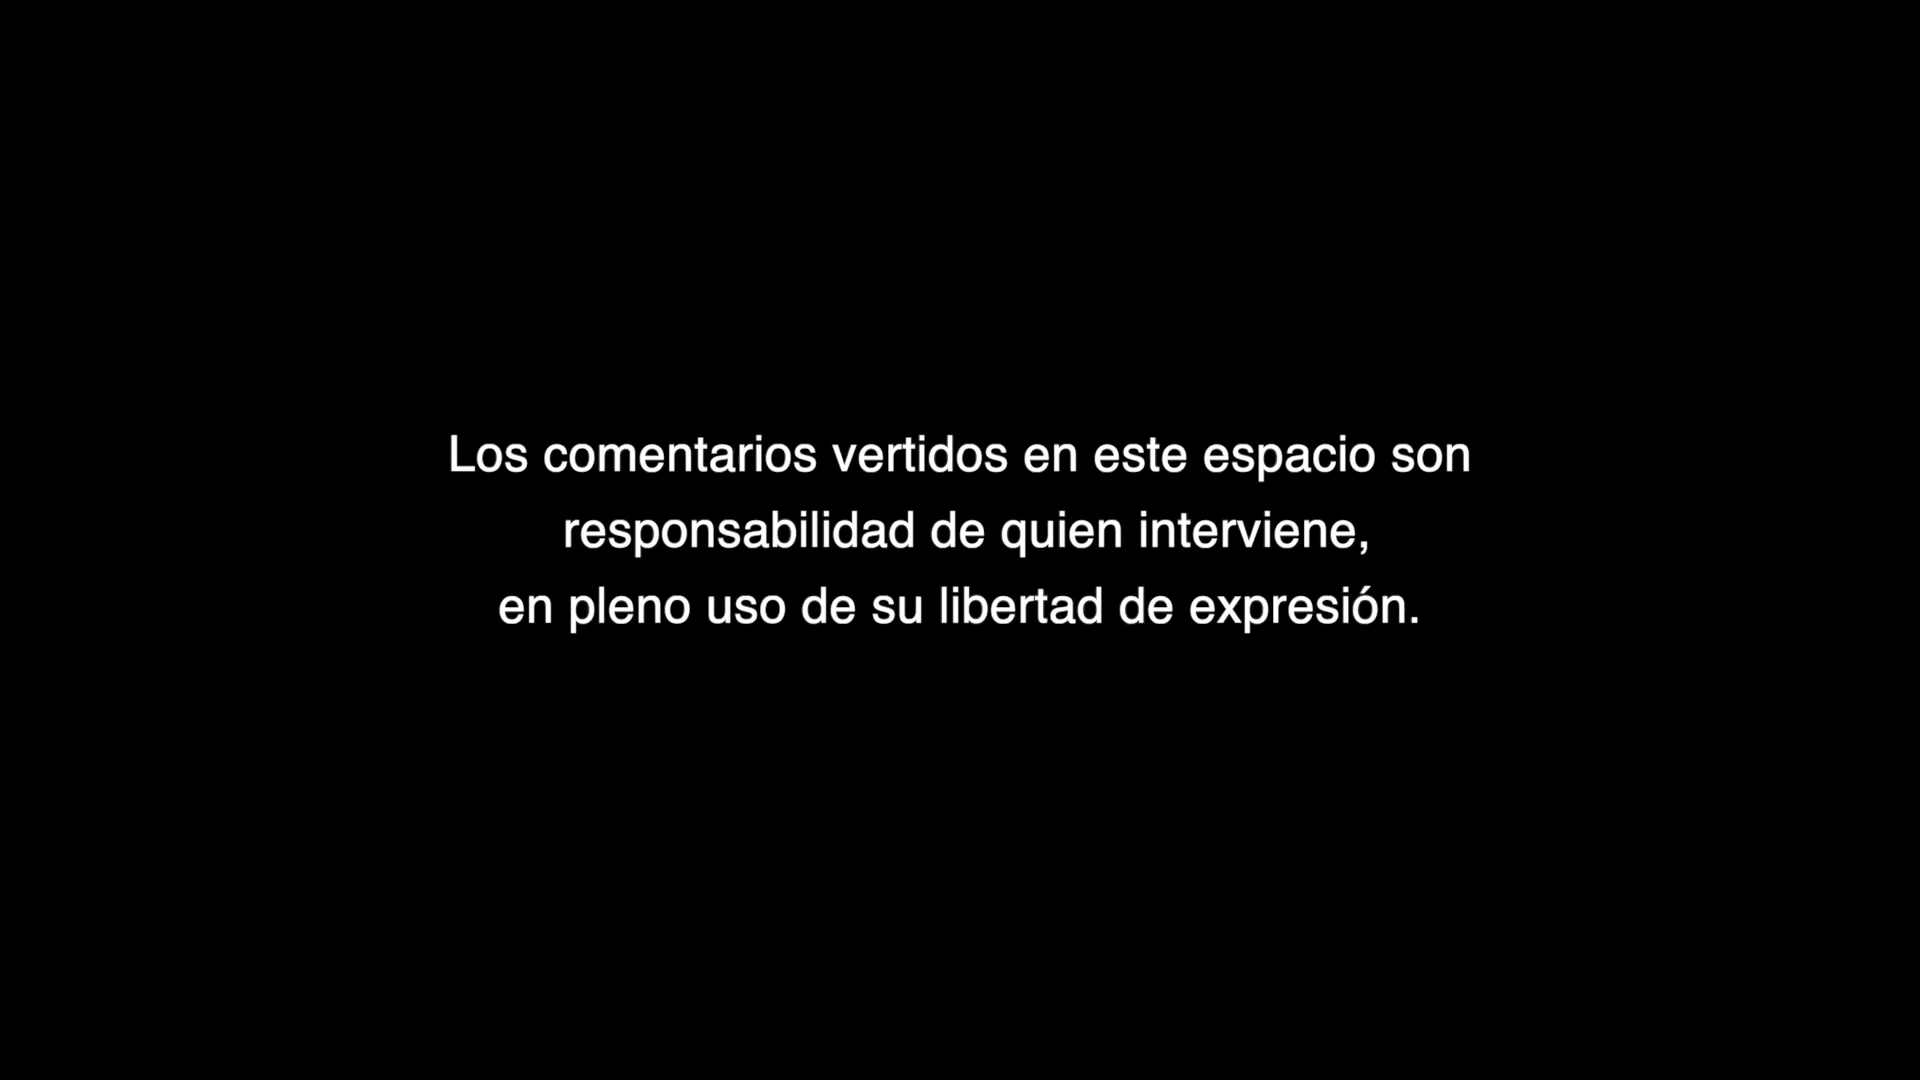 Los comentarios vertidos en este espacio son
responsabilidad de quien interviene,
en pleno uso de su libertad de expresión.